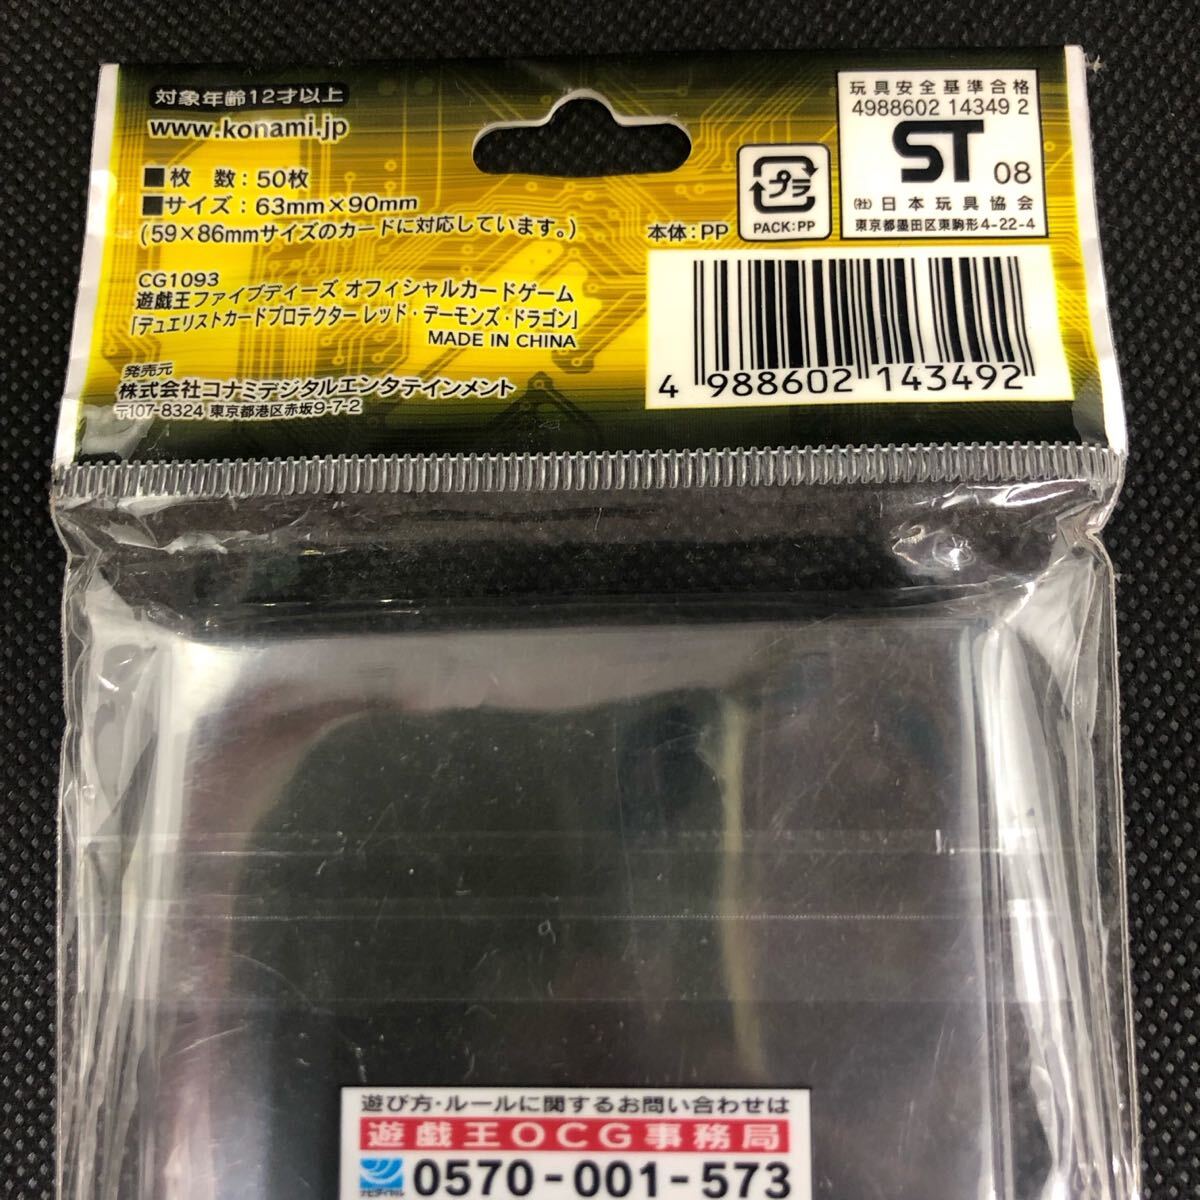 対象年齢12才以上
www.konami.jp
■枚 数：50枚
■サイズ：63mm×90mm
(59×86mmサイズのカードに対応しています。)
CG1093
遊戯王ファイブディーズ オフィシャルカードゲーム
「デュエリストカードプロテクター レッド・デーモンズ・ドラゴン」
MADE IN CHINA
発売元
株式会社コナミデジタルエンタテインメント
〒107-8324 東京都港区赤坂9-7-2
本体：PP
プラ
PACK:PP
玩具安全基準合格
4988602 14349 2
ST 08
(社)日本玩具協会
東京都墨田区東駒形4-22-4
4 988602 143492
遊び方・ルールに関するお問い合わせは
遊戯王OCG事務局
ナビダイヤル 0570-001-573